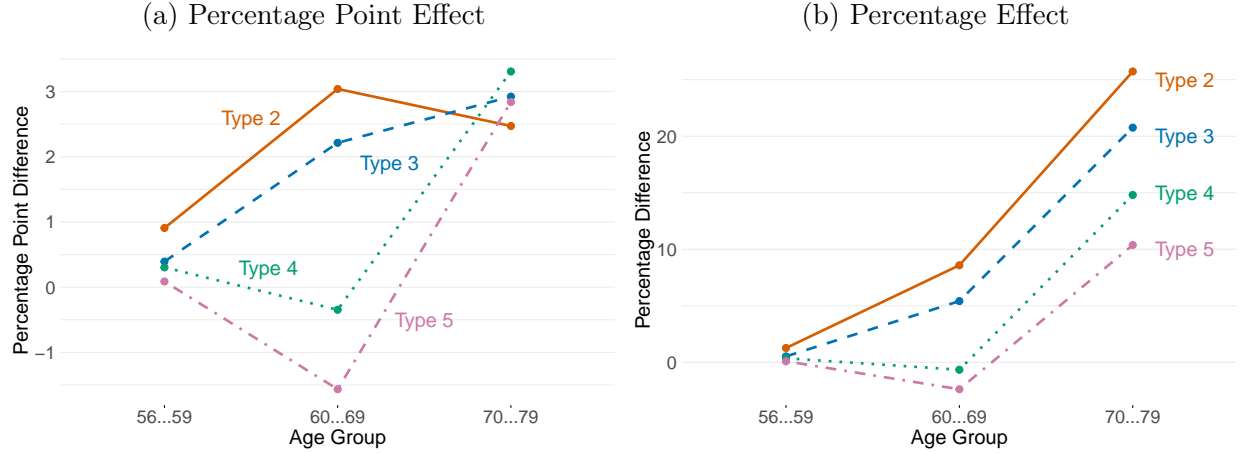 (a) Percentage Point Effect
Percentage Point Difference
3
2
1
0
−1
Type 2
Type 3
Type 4
Type 5
56...59
60...69
70...79
Age Group
(b) Percentage Effect
Percentage Difference
20
10
0
Type 2
Type 3
Type 4
Type 5
56...59
60...69
70...79
Age Group